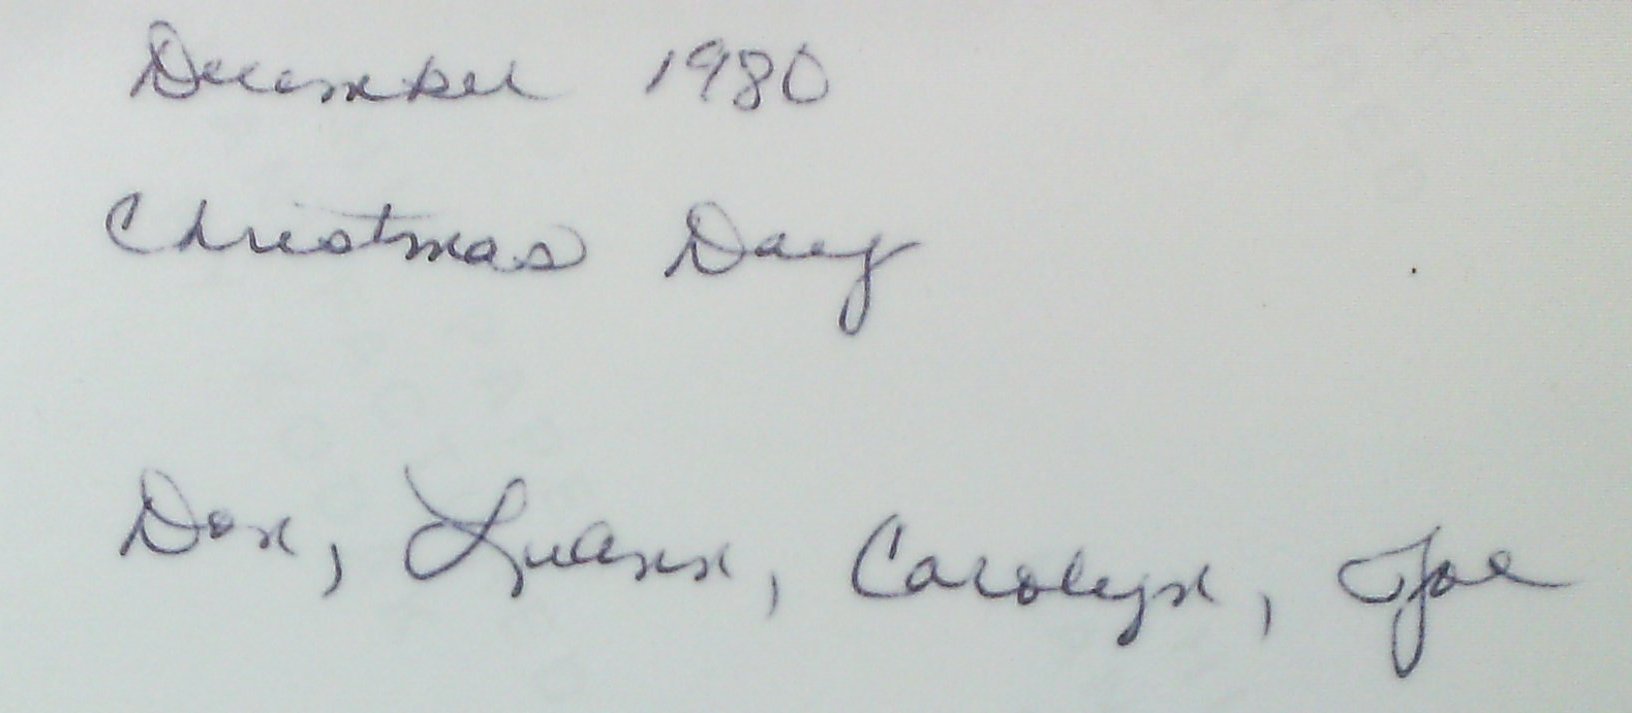 December 1980
Christmas Day
Don, LuAnn, Carolyn, Joe